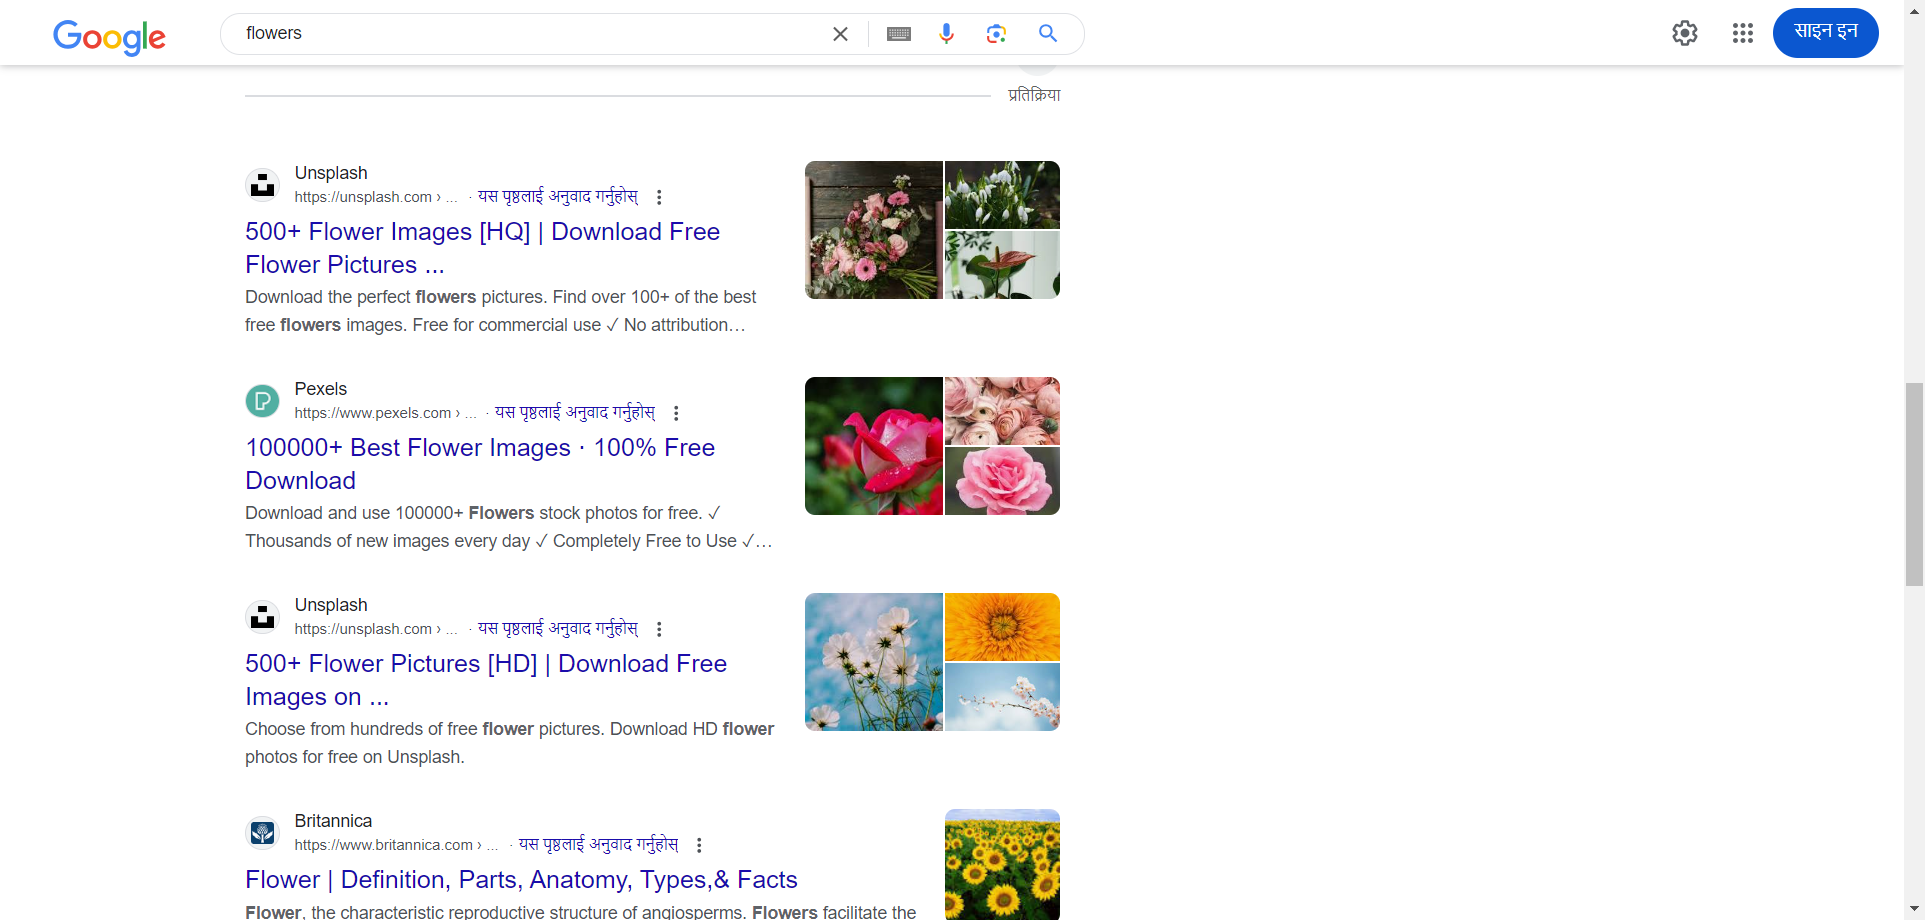 Google
flowers
साइन इन
प्रतिक्रिया
Unsplash
https://unsplash.com › ... · यस पृष्ठलाई अनुवाद गर्नुहोस्
500+ Flower Images [HQ] | Download Free
Flower Pictures ...
Download the perfect flowers pictures. Find over 100+ of the best
free flowers images. Free for commercial use ✓ No attribution…
Pexels
https://www.pexels.com › ... · यस पृष्ठलाई अनुवाद गर्नुहोस्
100000+ Best Flower Images · 100% Free
Download
Download and use 100000+ Flowers stock photos for free. ✓
Thousands of new images every day ✓ Completely Free to Use ✓…
Unsplash
https://unsplash.com › ... · यस पृष्ठलाई अनुवाद गर्नुहोस्
500+ Flower Pictures [HD] | Download Free
Images on ...
Choose from hundreds of free flower pictures. Download HD flower
photos for free on Unsplash.
Britannica
https://www.britannica.com › ... · यस पृष्ठलाई अनुवाद गर्नुहोस्
Flower | Definition, Parts, Anatomy, Types,& Facts
Flower, the characteristic reproductive structure of angiosperms. Flowers facilitate the